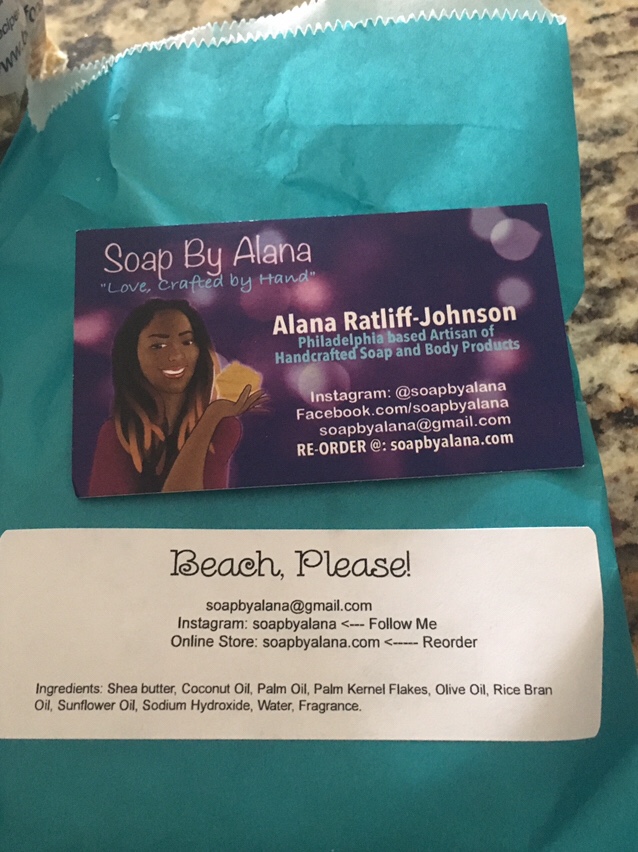 Soap By Alana
"Love, Crafted by Hand"
Alana Ratliff-Johnson
Philadelphia based Artisan of
Handcrafted Soap and Body Products
Instagram: @soapbyalana
Facebook.com/soapbyalana
soapbyalana@gmail.com
RE-ORDER @: soapbyalana.com
Beach, Please!
soapbyalana@gmail.com
Instagram: soapbyalana <--- Follow Me
Online Store: soapbyalana.com <----- Reorder
Ingredients: Shea butter, Coconut Oil, Palm Oil, Palm Kernel Flakes, Olive Oil, Rice Bran
Oil, Sunflower Oil, Sodium Hydroxide, Water, Fragrance.